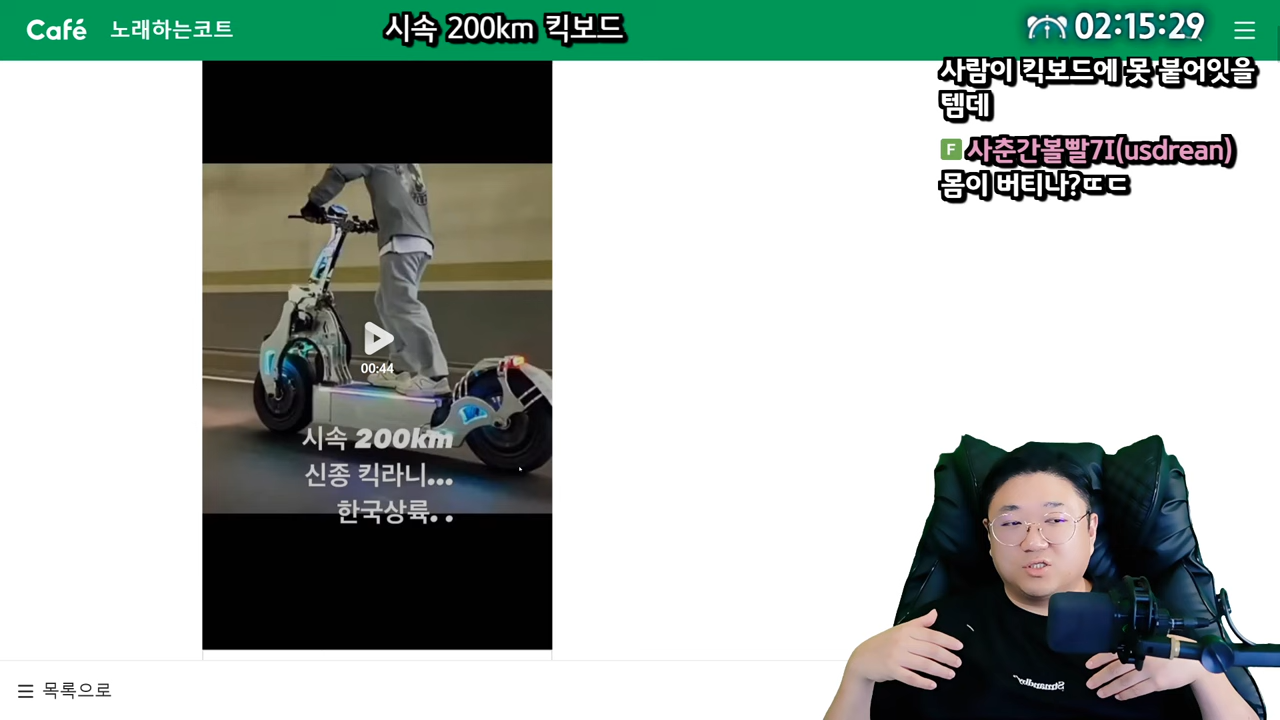 Café 노래하는코트
시속 200km 킥보드
02:15:29
사람이 킥보드에 못 붙어잇을
템데
F 사춘간볼빨7I(usdrean)
몸이 버티나?ㄸㄷ
00:44
시속 200km
신종 킥라니...
한국상륙. .
목록으로